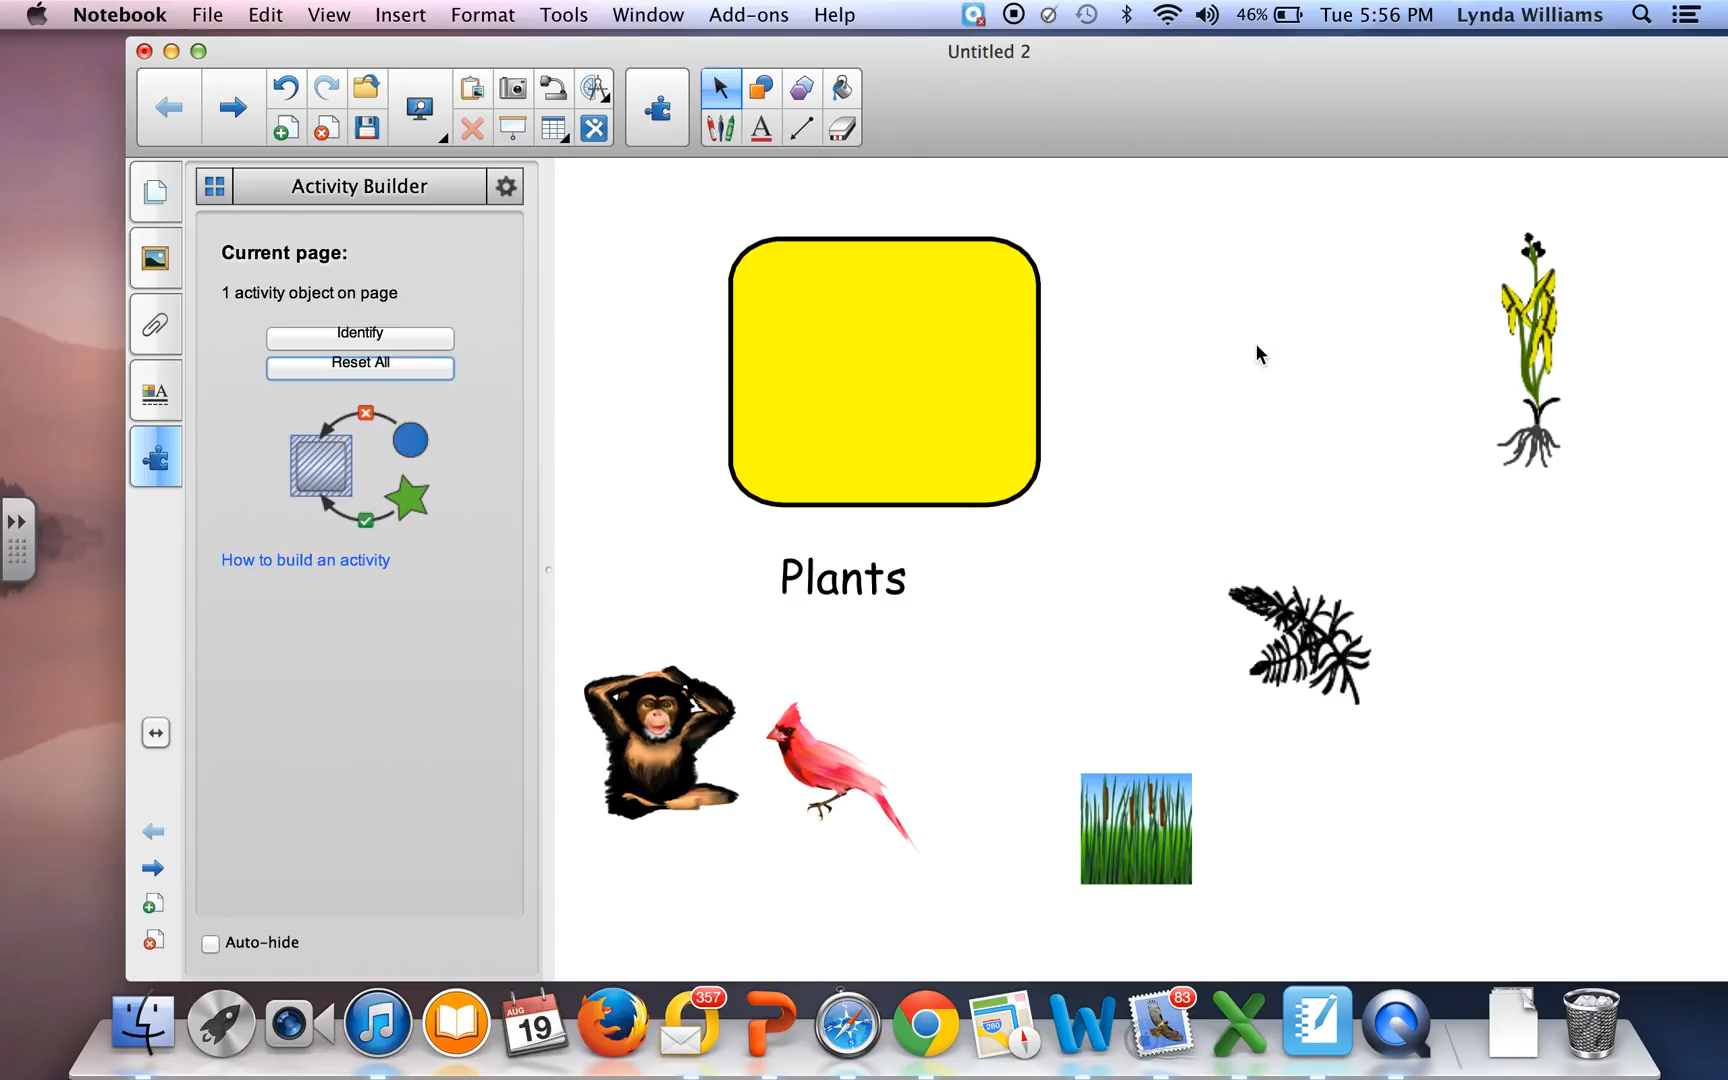 Notebook File Edit View Insert Format Tools Window Add-ons Help 46% Tue 5:56 PM Lynda Williams
Untitled 2
Activity Builder
Current page:
1 activity object on page
Identify
Reset All
How to build an activity
Plants
Auto-hide
AUG
19
357
280
83